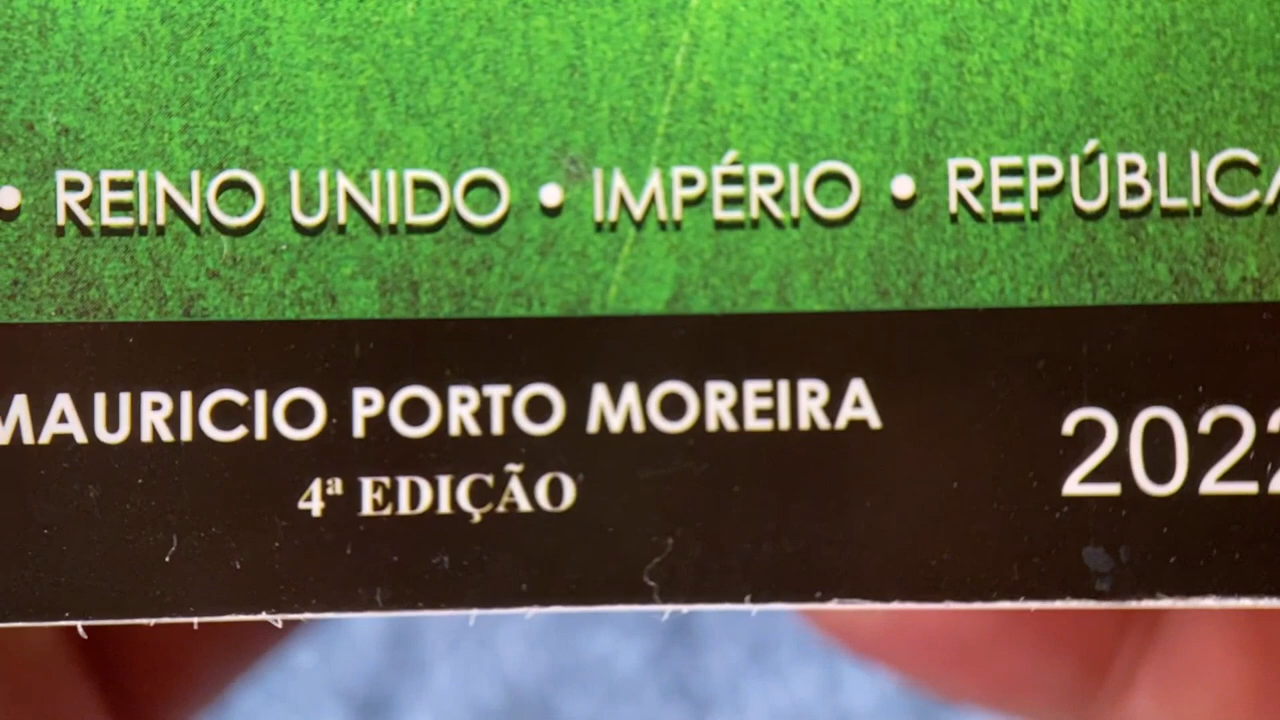 • REINO UNIDO • IMPÉRIO • REPÚBLICA
MAURICIO PORTO MOREIRA
2022
4ª EDIÇÃO